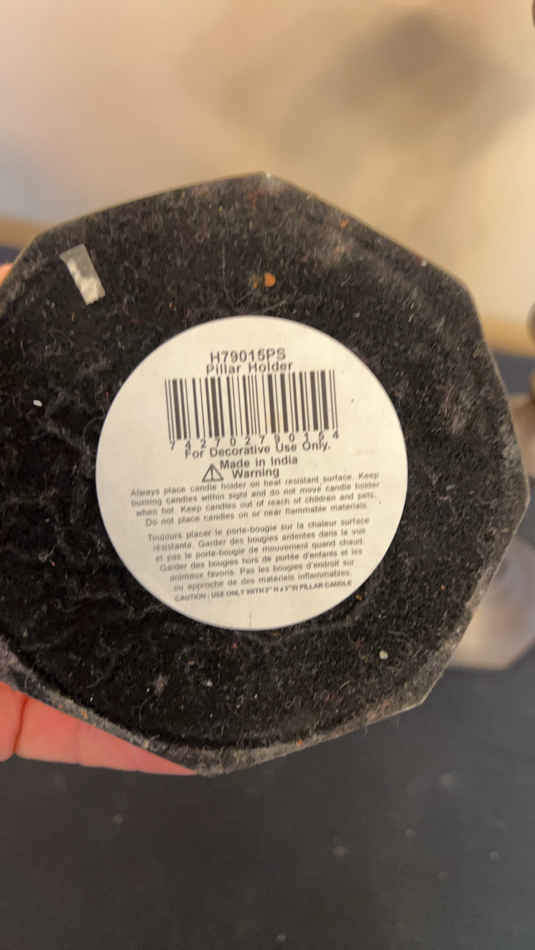 H79015PS
Pillar Holder
7 42702 79015 4
For Decorative Use Only.
Made in India
Warning
Always place candle holder on heat resistant surface. Keep
burning candles within sight and do not move candle holder
when hot. Keep candles out of reach of children and pets.
Do not place candles on or near flammable materials.
Toujours placer le porte-bougie sur la chaleur surface
résistante. Garder des bougies ardentes dans la vue
et pas le porte-bougie de mouvement quand chaud.
Garder des bougies hors de portée d'enfants et les
animaux favoris. Pas les bougies d'endroit sur
ou approche de des materiels inflammables.
CAUTION : USE ONLY WITH 3" H x 3" W PILLAR CANDLE